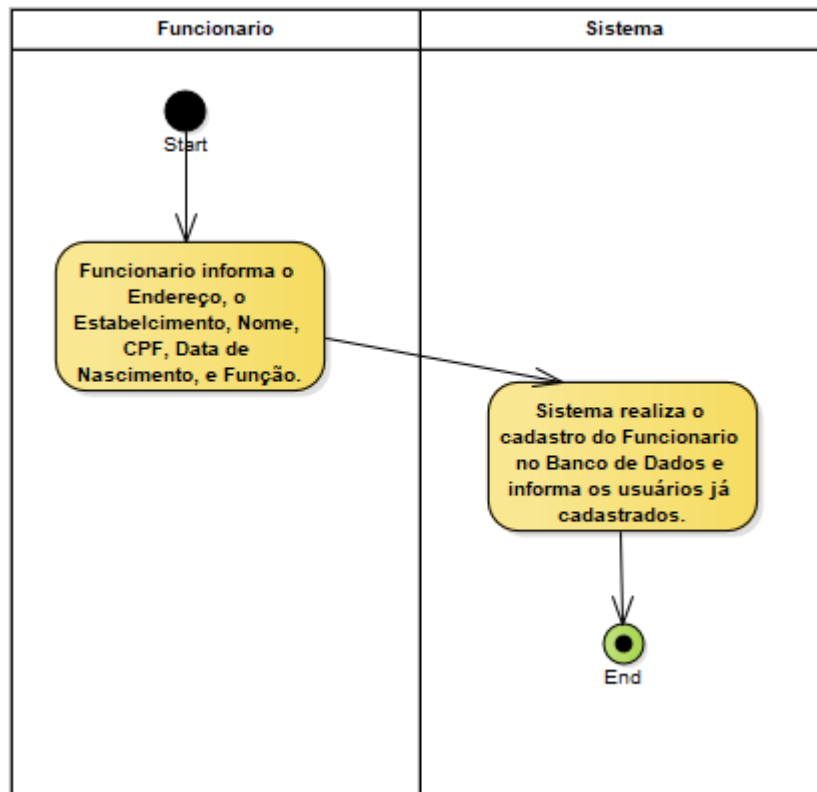 Funcionario
Sistema
Start
Funcionario informa o
Endereço, o
Estabelcimento, Nome,
CPF, Data de
Nascimento, e Função.
Sistema realiza o
cadastro do Funcionario
no Banco de Dados e
informa os usuários já
cadastrados.
End